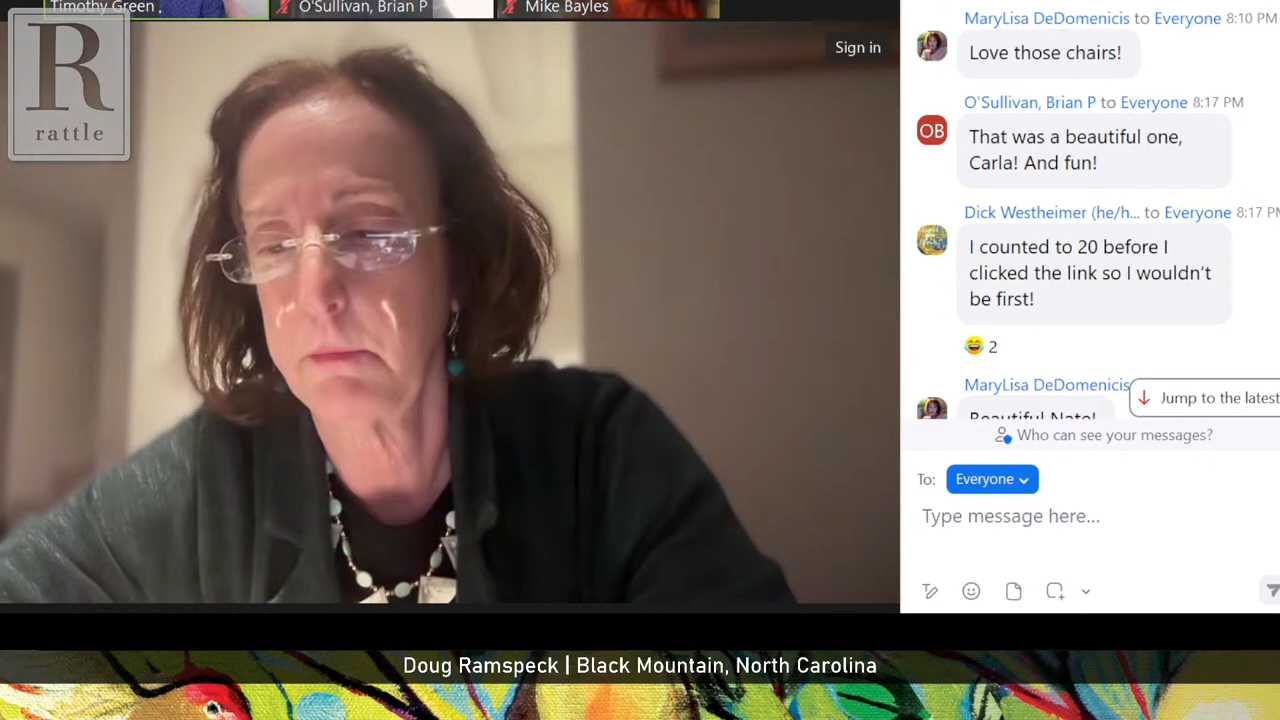 Timothy Green
O'Sullivan, Brian P
Mike Bayles
R
rattle
Sign in
MaryLisa DeDomenicis to Everyone 8:10 PM
Love those chairs!
O'Sullivan, Brian P to Everyone 8:17 PM
OB
That was a beautiful one,
Carla! And fun!
Dick Westheimer (he/h... to Everyone 8:17 PM
I counted to 20 before I
clicked the link so I wouldn't
be first!
2
MaryLisa DeDomenicis
Jump to the latest
Beautiful Nate!
Who can see your messages?
To: Everyone
Type message here...
Doug Ramspeck | Black Mountain, North Carolina